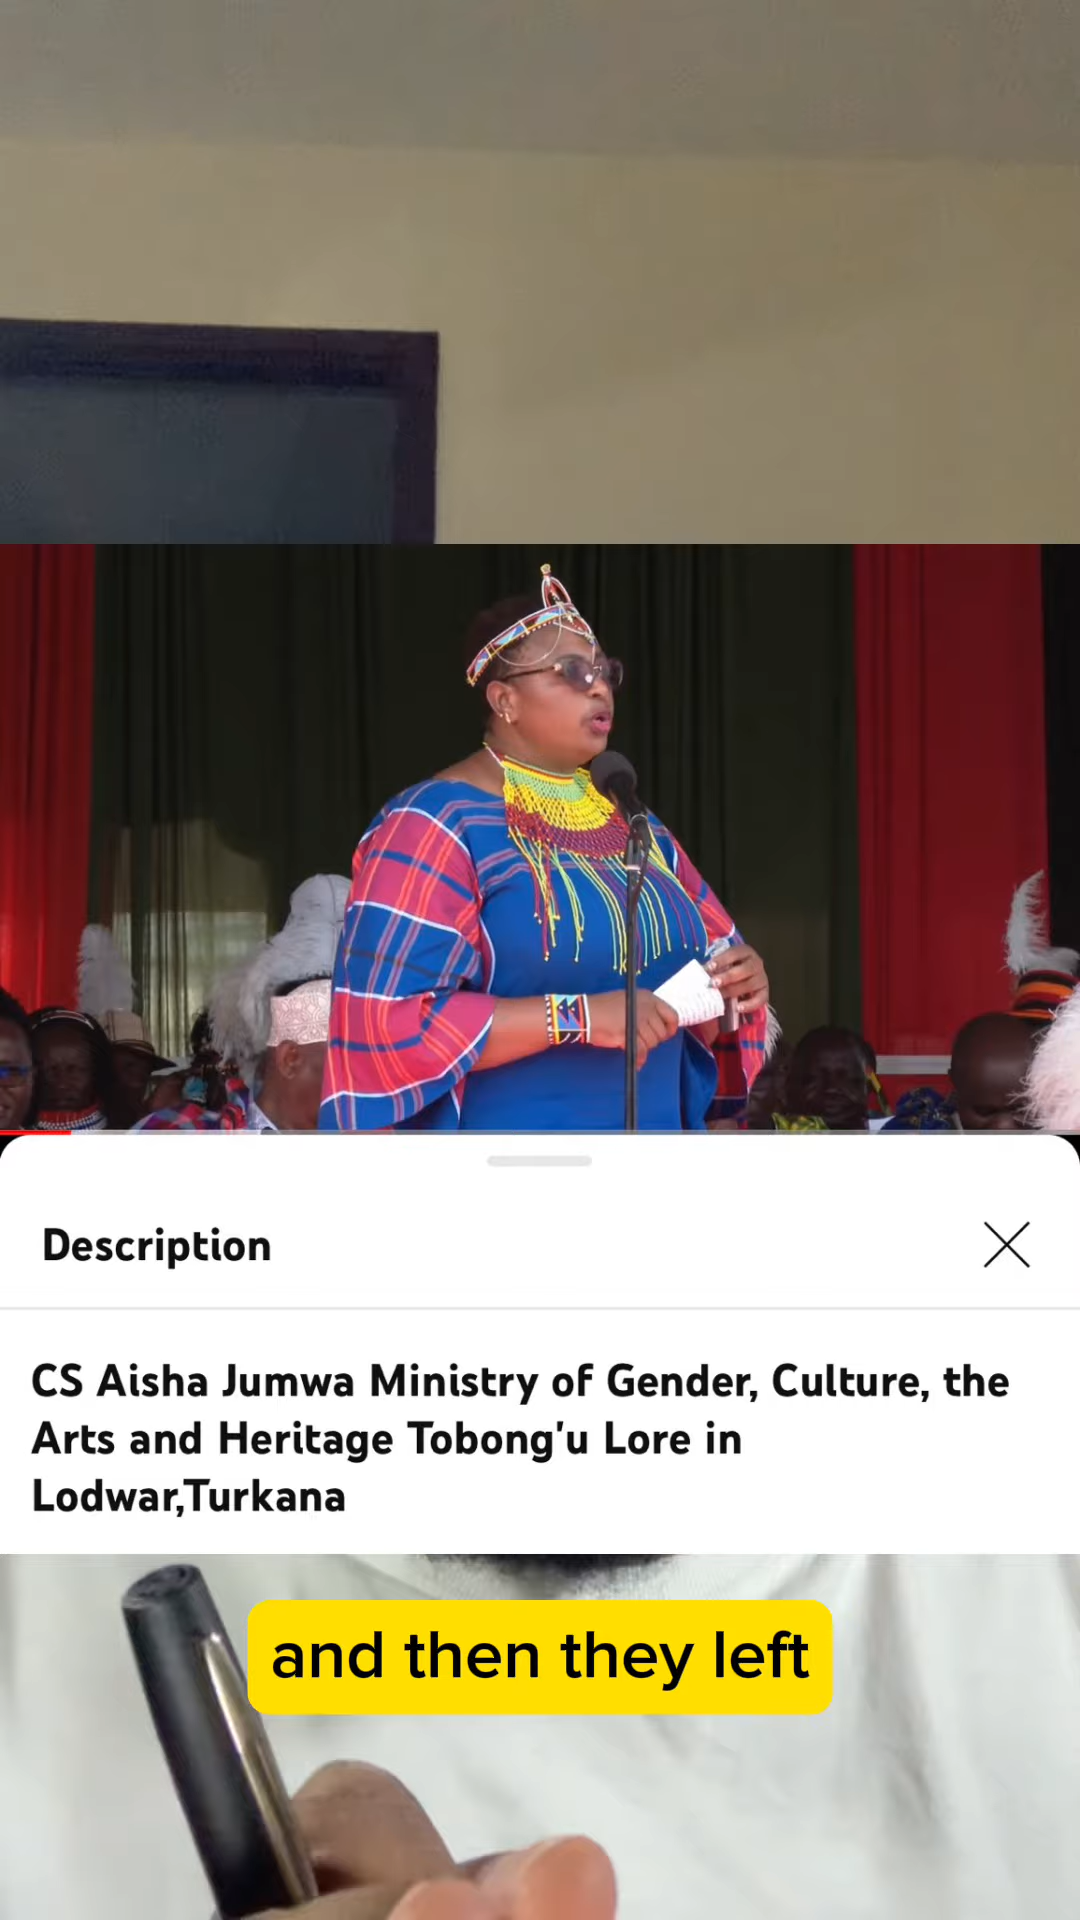 Description
CS Aisha Jumwa Ministry of Gender, Culture, the
Arts and Heritage Tobong'u Lore in
Lodwar,Turkana
and then they left